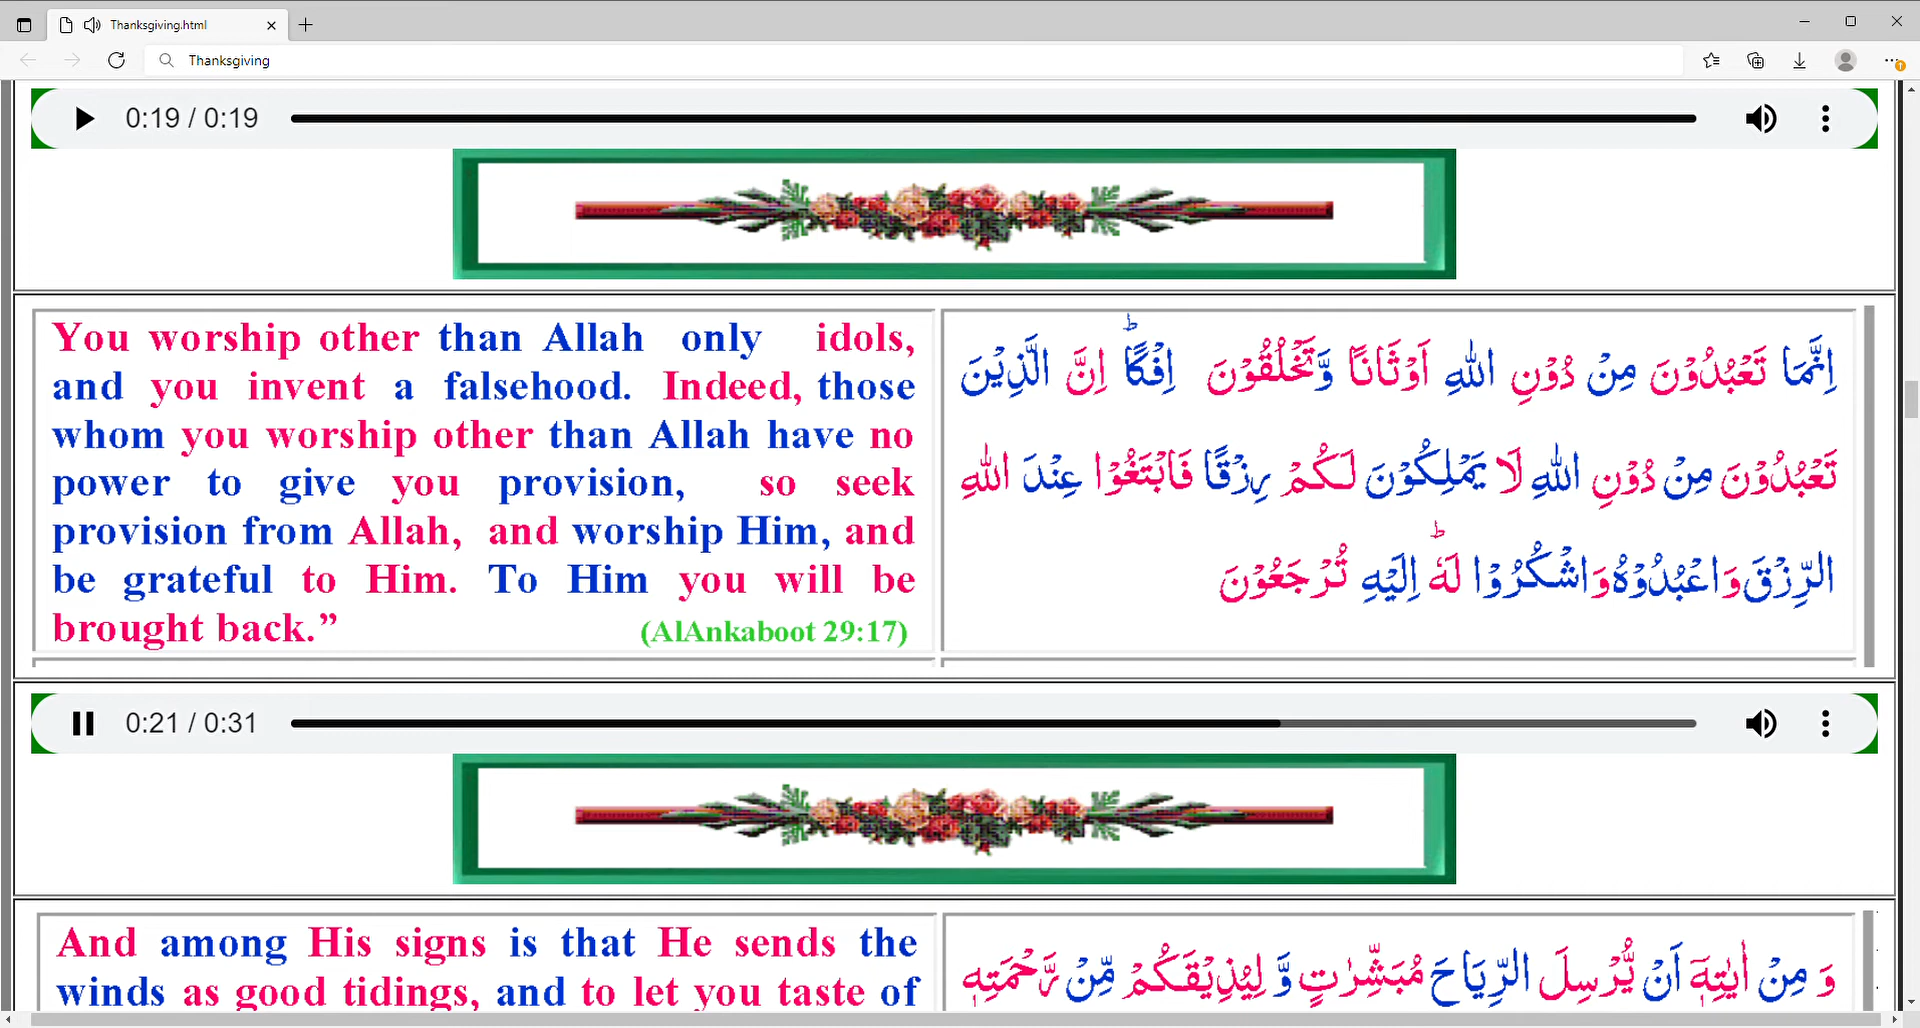 Thanksgiving.html
Thanksgiving
0:19 / 0:19
You worship other than Allah only idols,
and you invent a falsehood. Indeed, those
whom you worship other than Allah have no
power to give you provision, so seek
provision from Allah, and worship Him, and
be grateful to Him. To Him you will be
brought back.”
(AlAnkaboot 29:17)
اِنَّمَا تَعْبُدُوْنَ مِنْ دُوْنِ اللّٰهِ اَوْثَانًا وَّتَخْلُقُوْنَ اِفْكًا ؕ اِنَّ الَّذِيْنَ
تَعْبُدُوْنَ مِنْ دُوْنِ اللّٰهِ لَا يَمْلِكُوْنَ لَكُمْ رِزْقًا فَابْتَغُوْا عِنْدَ اللّٰهِ
الرِّزْقَ وَاعْبُدُوْهُ وَاشْكُرُوْا لَهٗ ؕ اِلَيْهِ تُرْجَعُوْنَ
0:21 / 0:31
And among His signs is that He sends the
winds as good tidings, and to let you taste of
وَ مِنْ اٰيٰتِهٖۤ اَنْ يُّرْسِلَ الرِّيَاحَ مُبَشِّرٰتٍ وَّ لِيُذِيْقَكُمْ مِّنْ رَّحْمَتِهٖ